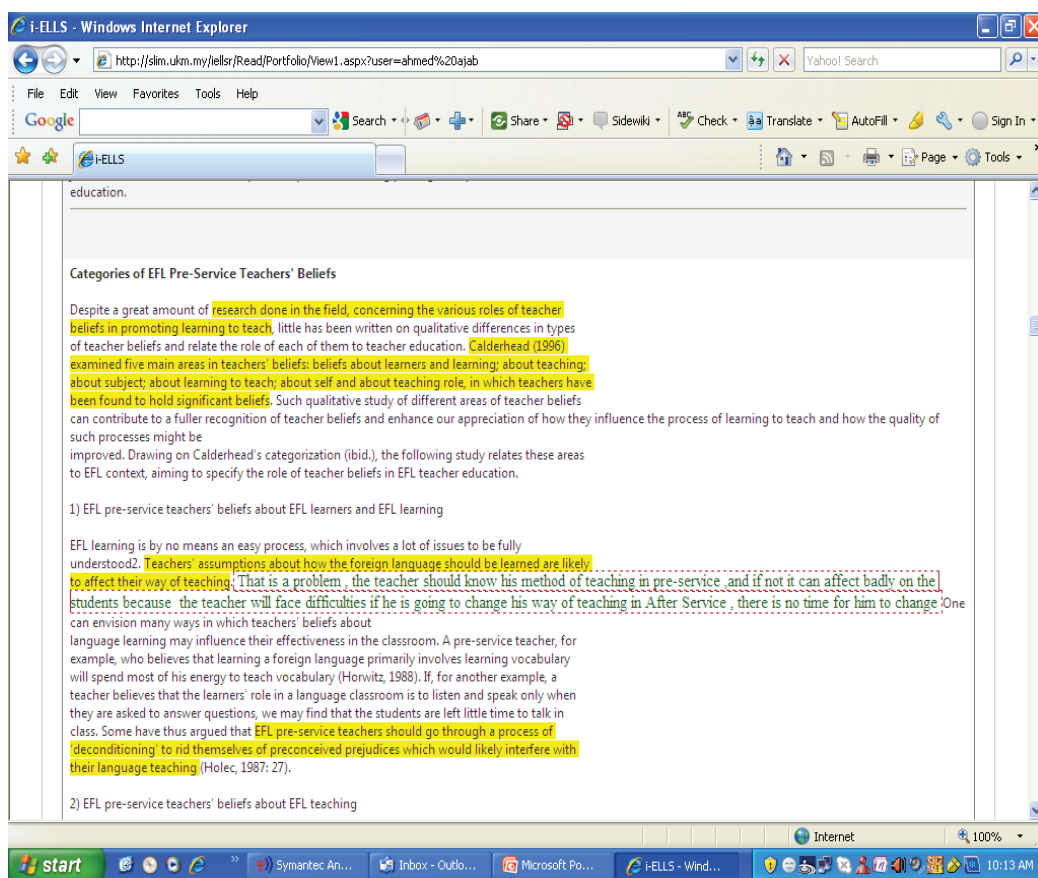 i-ELLS - Windows Internet Explorer
http://slim.ukm.my/iellsr/Read/Portfolio/View1.aspx?user=ahmed%20ajab
Yahoo! Search
File Edit View Favorites Tools Help
Google Search Share Sidewiki Check Translate AutoFill Sign In
i-ELLS Page Tools
education.
Categories of EFL Pre-Service Teachers' Beliefs
Despite a great amount of research done in the field, concerning the various roles of teacher
beliefs in promoting learning to teach, little has been written on qualitative differences in types
of teacher beliefs and relate the role of each of them to teacher education. Calderhead (1996)
examined five main areas in teachers' beliefs: beliefs about learners and learning; about teaching;
about subject; about learning to teach; about self and about teaching role, in which teachers have
been found to hold significant beliefs. Such qualitative study of different areas of teacher beliefs
can contribute to a fuller recognition of teacher beliefs and enhance our appreciation of how they influence the process of learning to teach and how the quality of
such processes might be
improved. Drawing on Calderhead's categorization (ibid.), the following study relates these areas
to EFL context, aiming to specify the role of teacher beliefs in EFL teacher education.
1) EFL pre-service teachers' beliefs about EFL learners and EFL learning
EFL learning is by no means an easy process, which involves a lot of issues to be fully
understood2. Teachers' assumptions about how the foreign language should be learned are likely
to affect their way of teaching. That is a problem , the teacher should know his method of teaching in pre-service ,and if not it can affect badly on the
students because the teacher will face difficulties if he is going to change his way of teaching in After Service , there is no time for him to change One
can envision many ways in which teachers' beliefs about
language learning may influence their effectiveness in the classroom. A pre-service teacher, for
example, who believes that learning a foreign language primarily involves learning vocabulary
will spend most of his energy to teach vocabulary (Horwitz, 1988). If, for another example, a
teacher believes that the learners' role in a language classroom is to listen and speak only when
they are asked to answer questions, we may find that the students are left little time to talk in
class. Some have thus argued that EFL pre-service teachers should go through a process of
'deconditioning' to rid themselves of preconceived prejudices which would likely interfere with
their language teaching (Holec, 1987: 27).
2) EFL pre-service teachers' beliefs about EFL teaching
Internet 100%
start Symantec An... Inbox - Outlo... Microsoft Po... i-ELLS - Wind... 10:13 AM